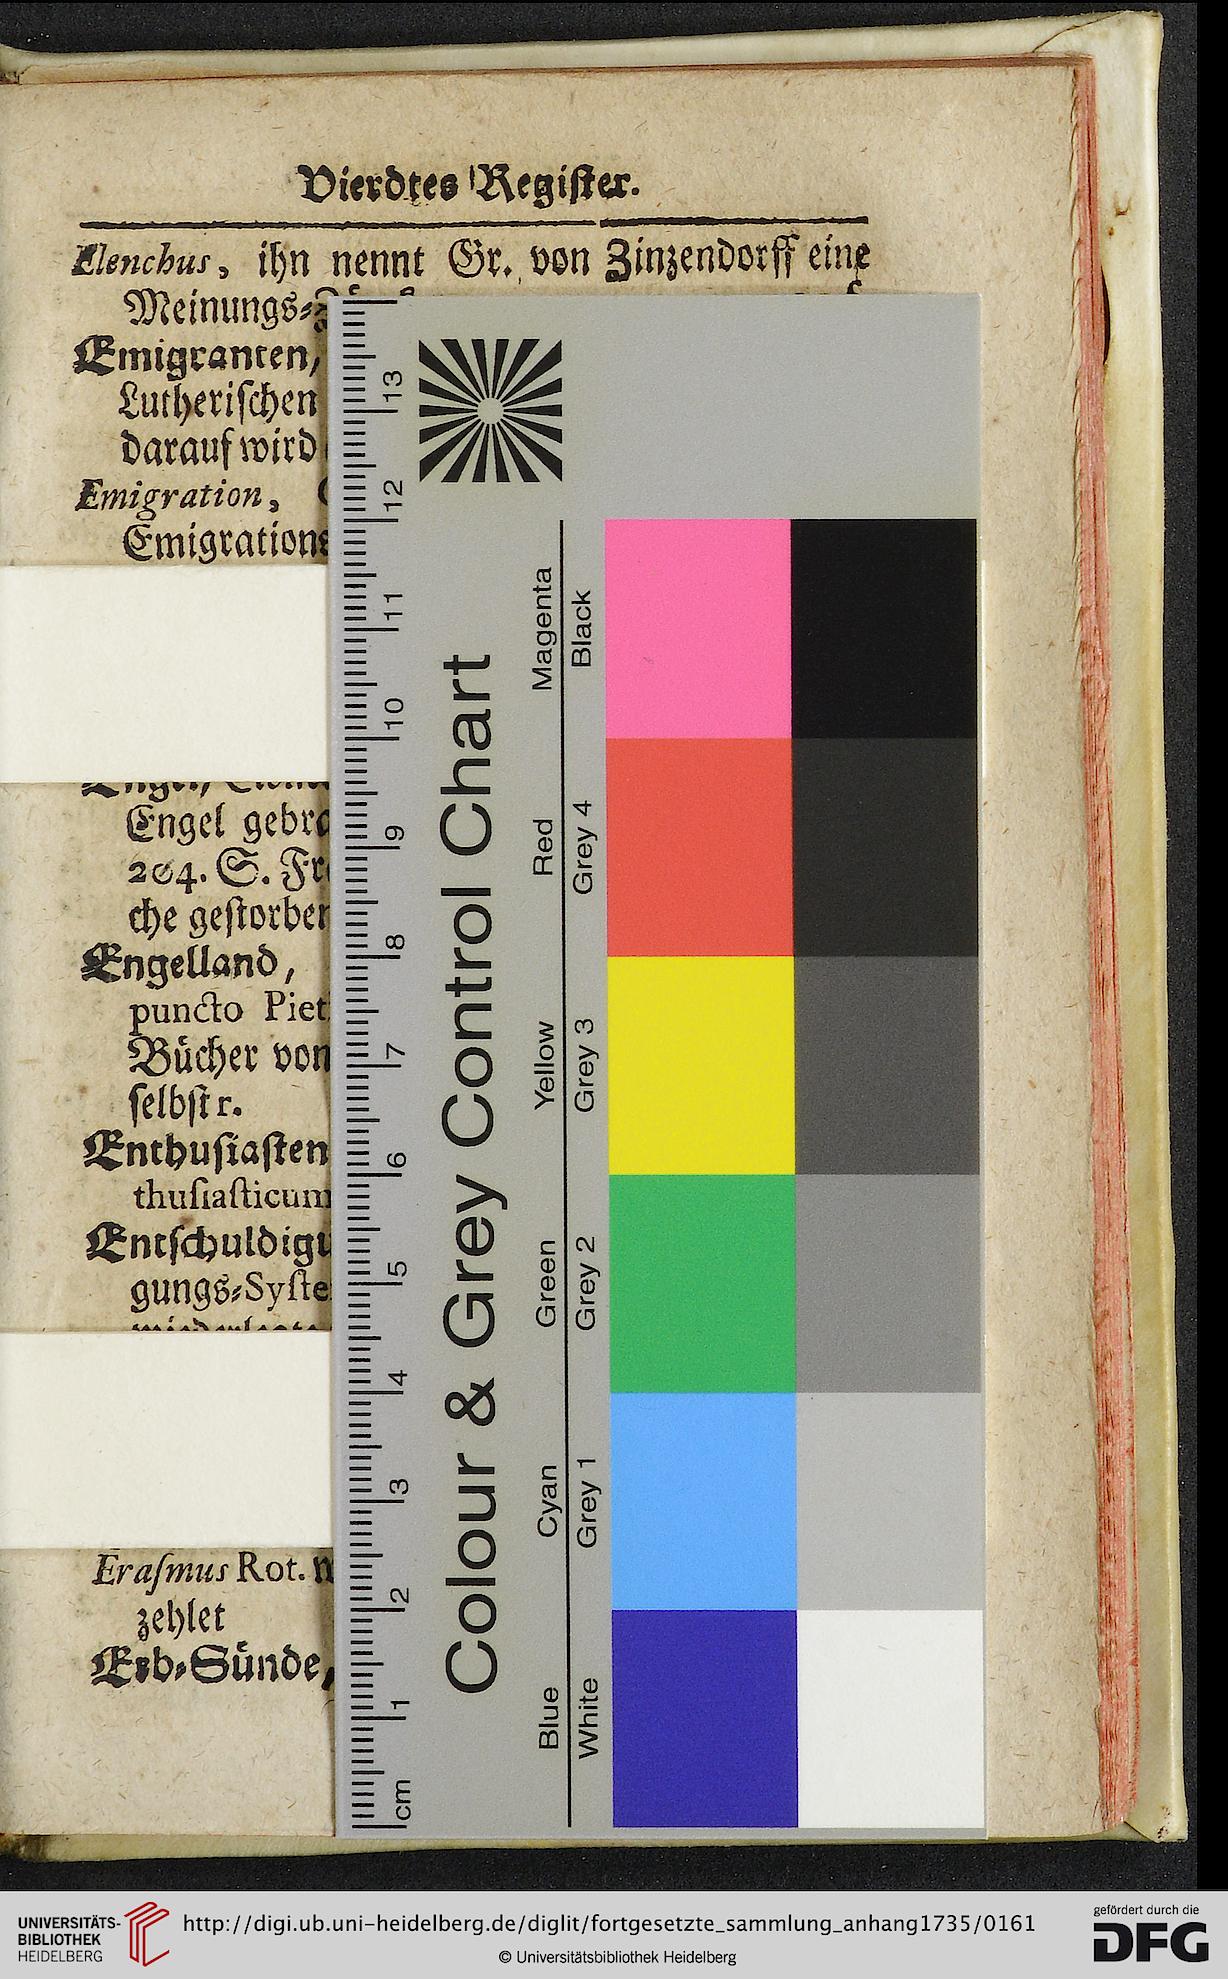 Vierdtes Register.
Elenchus, ihn nennt Gr. von Zinzendorff eine
Meinungs⸗
Emigranten,
Lutherischen
darauf wird
Emigration,
Emigrations
Engel gebra
204. S. Fr
che gestorben
Engelland,
puncto Piet
Bücher von
selbst r.
Enthusiasten
thusiasticum
Entschuldigu
gungs⸗Syste
Erasmus Rot.
zehlet
Erb⸗Sünde,
13
12
11
10
9
8
7
6
5
4
3
2
1
cm
Colour & Grey Control Chart
Magenta
Red
Yellow
Green
Cyan
Blue
Black
Grey 4
Grey 3
Grey 2
Grey 1
White
UNIVERSITÄTS-
BIBLIOTHEK
HEIDELBERG
http://digi.ub.uni-heidelberg.de/diglit/fortgesetzte_sammlung_anhang1735/0161
© Universitätsbibliothek Heidelberg
gefördert durch die
DFG